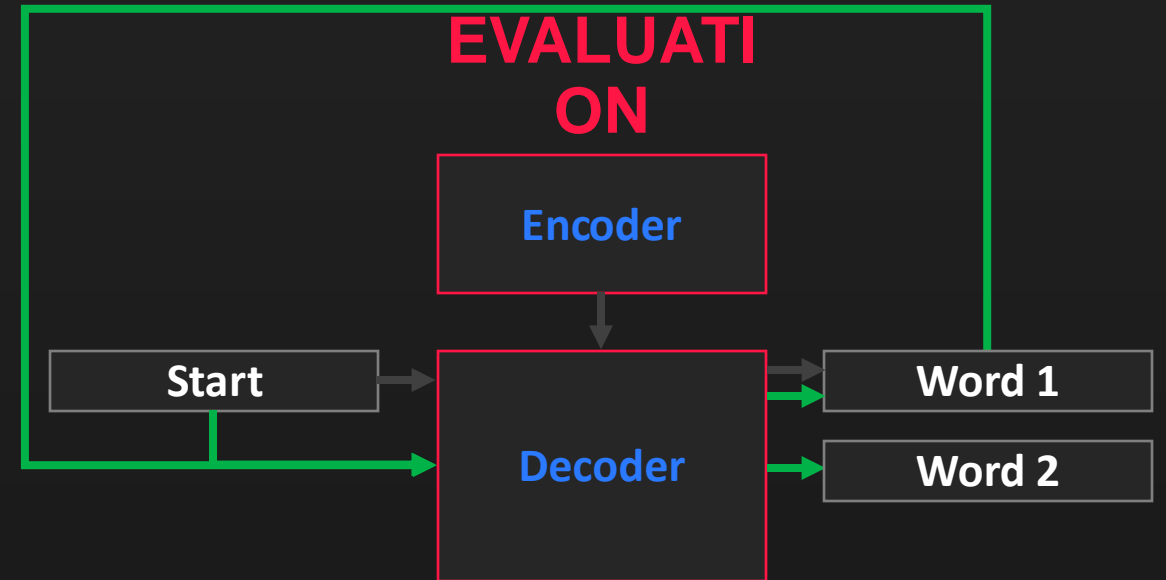 EVALUATI
ON
Encoder
Start
Word 1
Decoder
Word 2